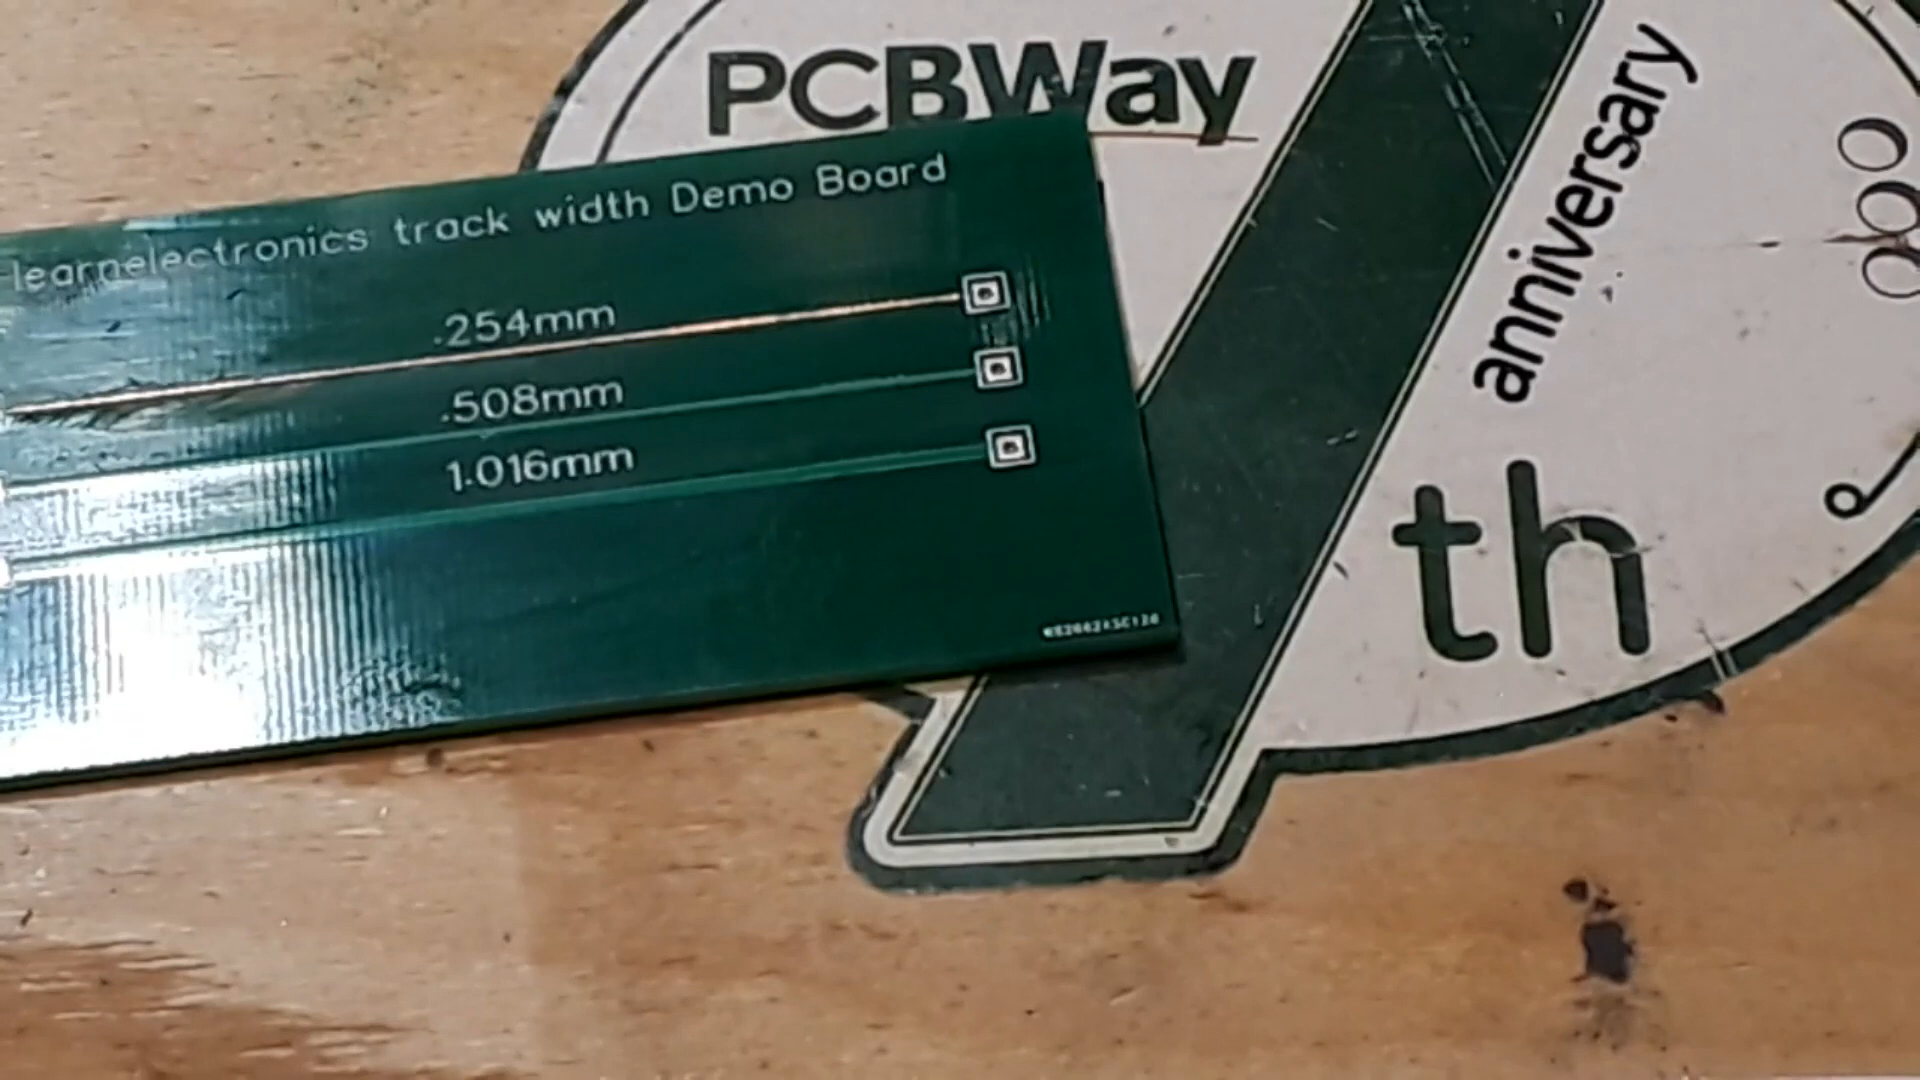 PCBWay
anniversary
th
learnelectronics track width Demo Board
.254mm
.508mm
1.016mm